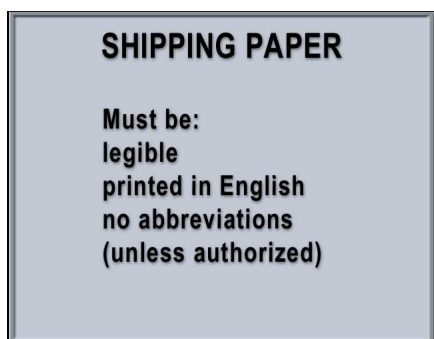 SHIPPING PAPER
Must be:
legible
printed in English
no abbreviations
(unless authorized)